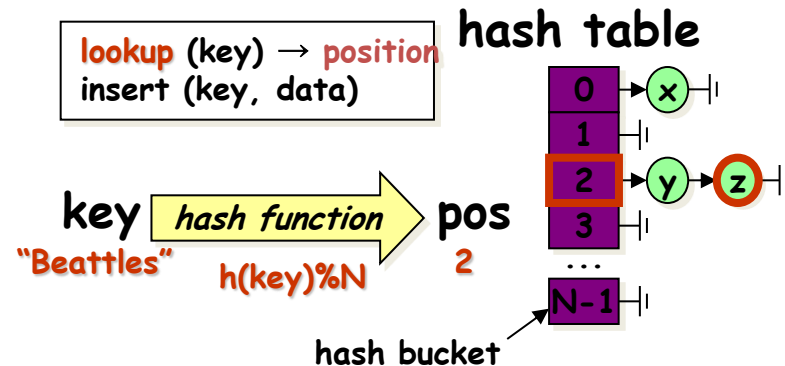 hash table
lookup (key) → position
insert (key, data)
0 x
1
2 y z
3
...
N-1
key hash function pos
“Beattles” h(key)%N 2
hash bucket